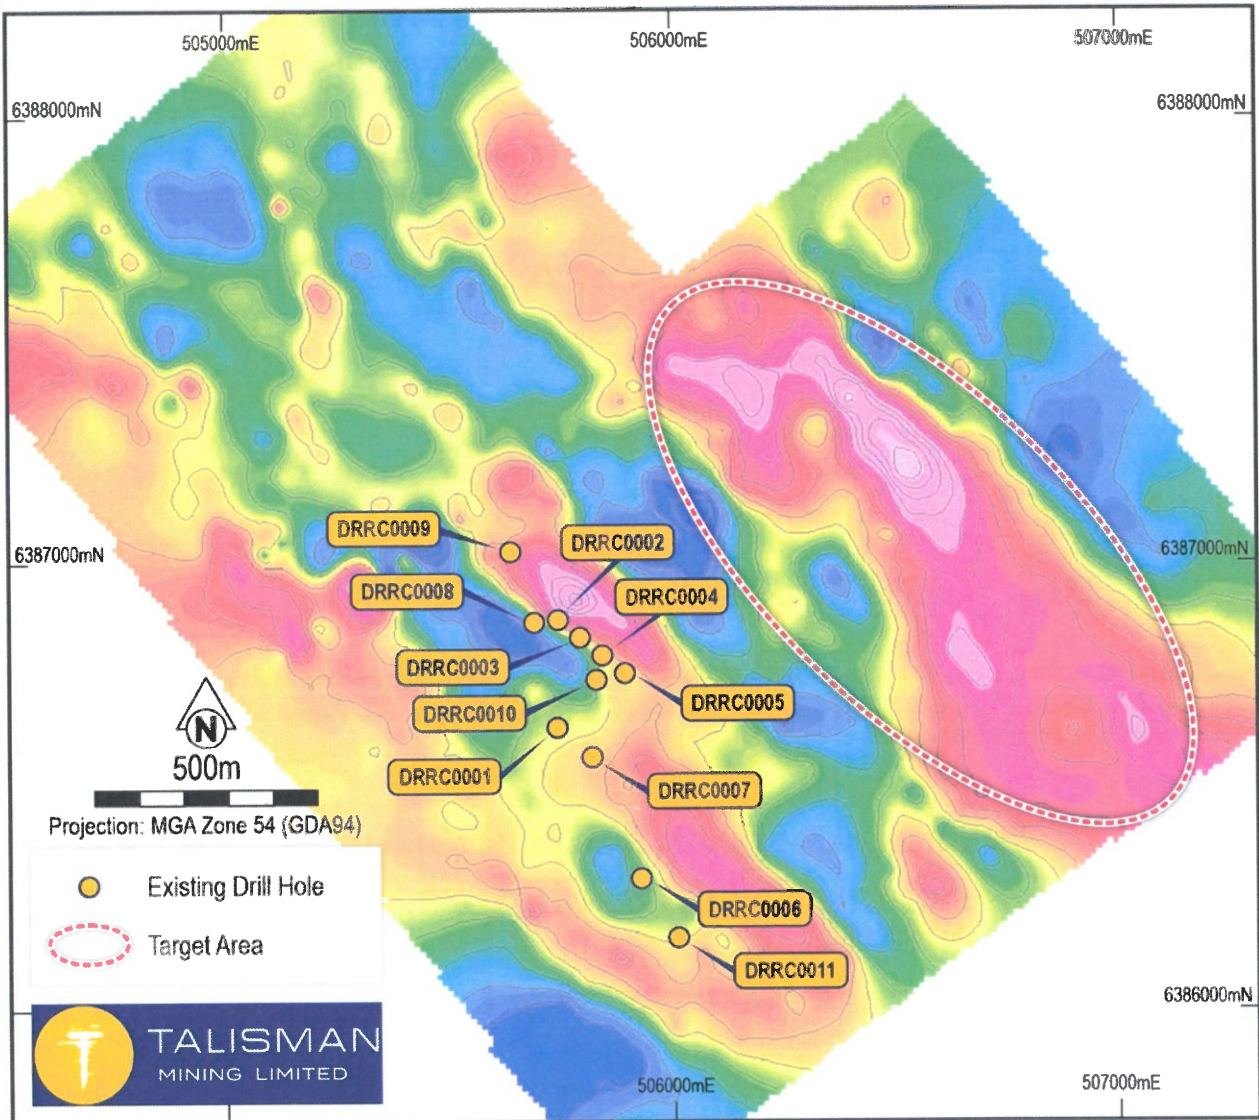 505000mE
506000mE
507000mE
6388000mN
6388000mN
DRRC0009
DRRC0002
6387000mN
6387000mN
DRRC0008
DRRC0004
DRRC0003
DRRC0005
DRRC0010
N
500m
DRRC0001
DRRC0007
Projection: MGA Zone 54 (GDA94)
Existing Drill Hole
DRRC0006
Target Area
DRRC0011
6386000mN
TALISMAN
MINING LIMITED
506000mE
507000mE